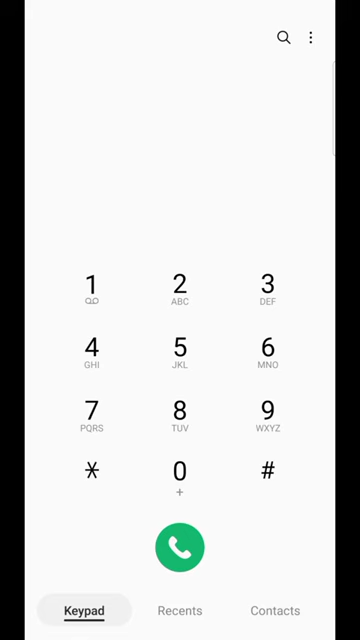 1 2 3
ABC DEF
4 5 6
GHI JKL MNO
7 8 9
PQRS TUV WXYZ
* 0 #
+
Keypad Recents Contacts